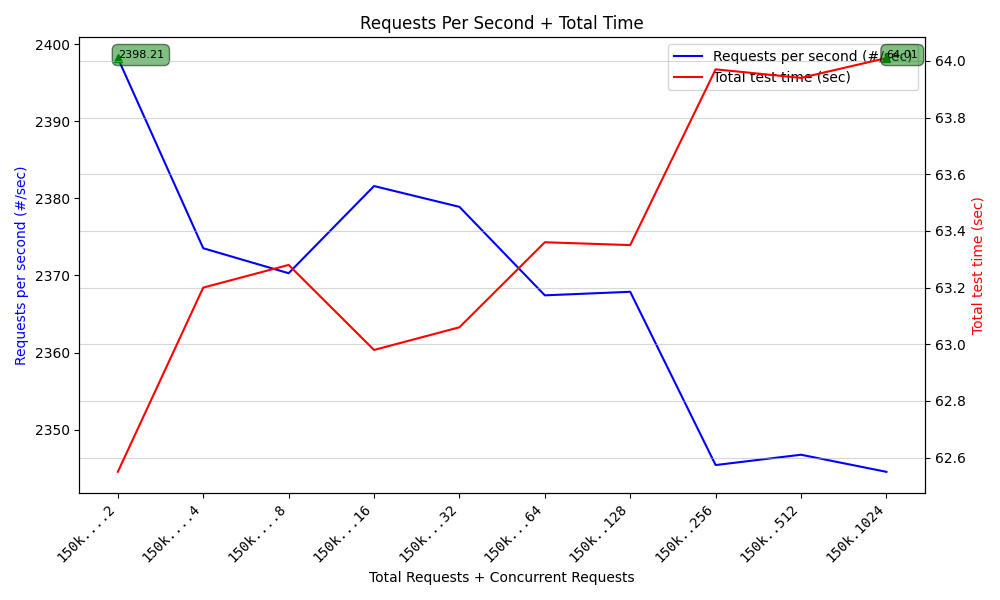 Requests Per Second + Total Time
Requests per second (#/sec)
Total test time (sec)
2398.21
64.01
2400
2390
2380
2370
2360
2350
Requests per second (#/sec)
64.0
63.8
63.6
63.4
63.2
63.0
62.8
62.6
Total test time (sec)
150k....2
150k....4
150k....8
150k...16
150k...32
150k...64
150k..128
150k..256
150k..512
150k.1024
Total Requests + Concurrent Requests